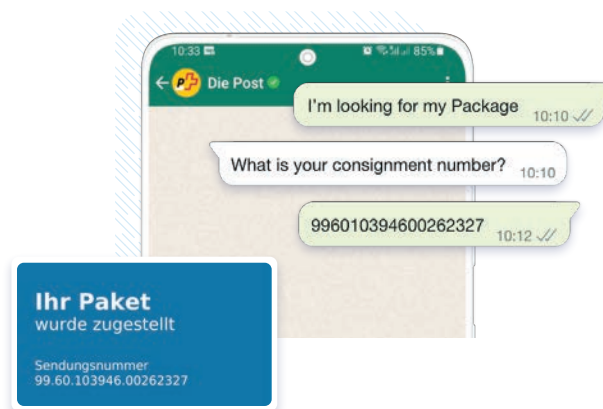 10:33
85%
Die Post
I'm looking for my Package
10:10
What is your consignment number?
10:10
996010394600262327
10:12
Ihr Paket
wurde zugestellt
Sendungsnummer
99.60.103946.00262327